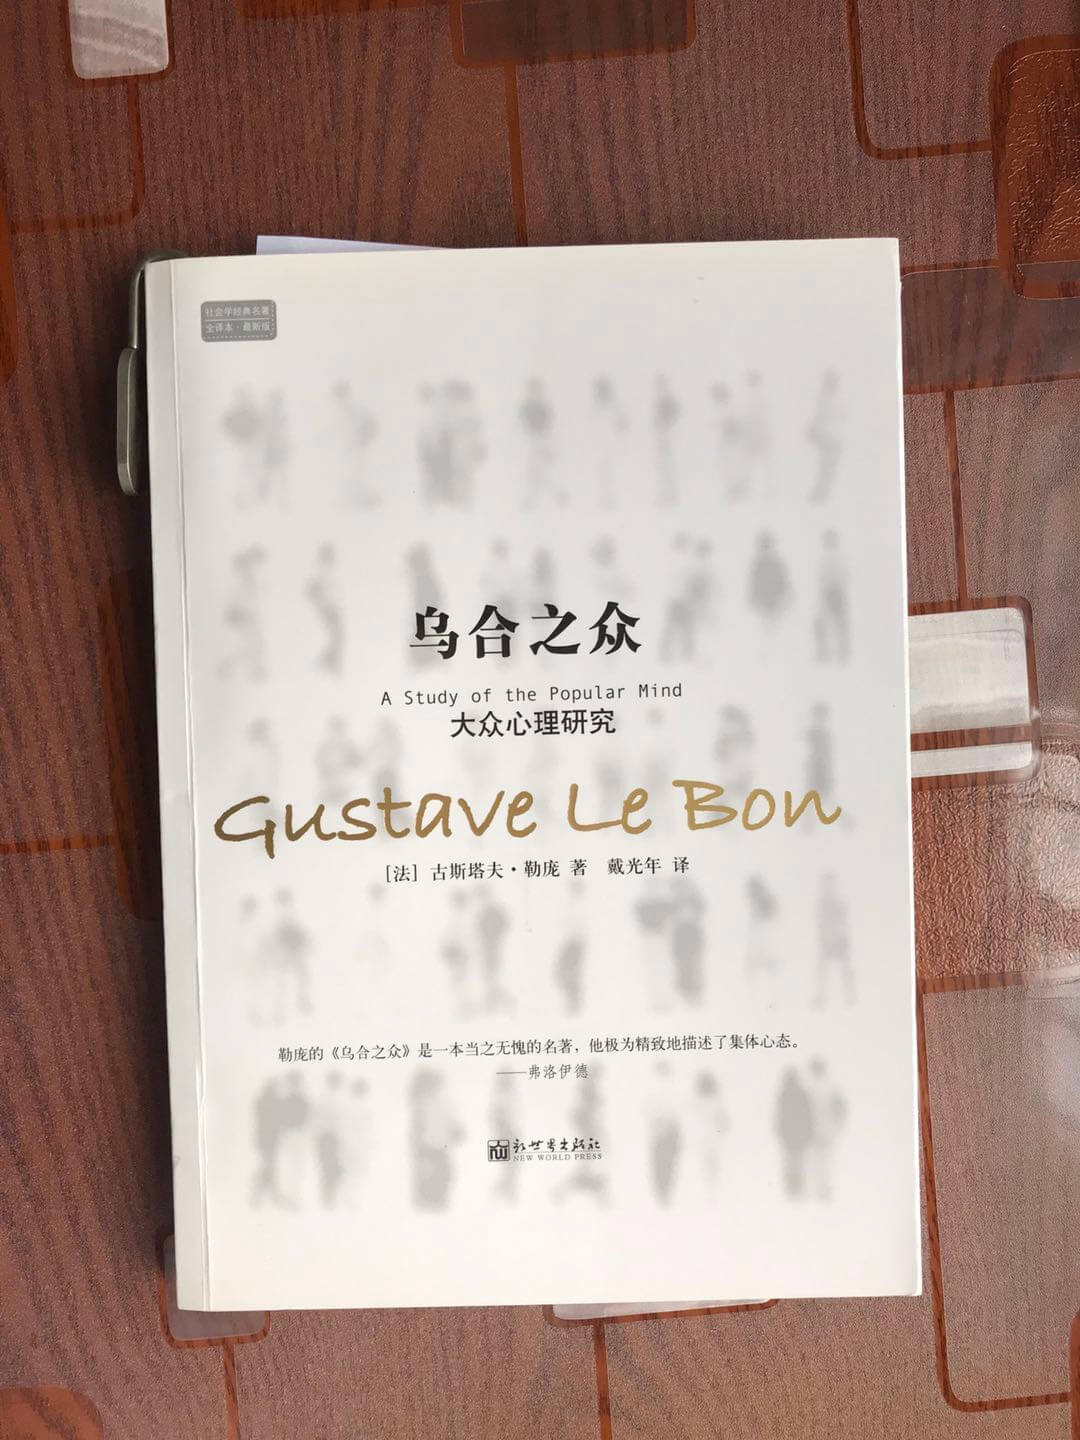 社会学经典名著
全译本·最新版
乌合之众
A Study of the Popular Mind
大众心理研究
Gustave Le Bon
[法] 古斯塔夫·勒庞 著 戴光年 译
勒庞的《乌合之众》是一本当之无愧的名著，他极为精致地描述了集体心态。
——弗洛伊德
新世界出版社
NEW WORLD PRESS